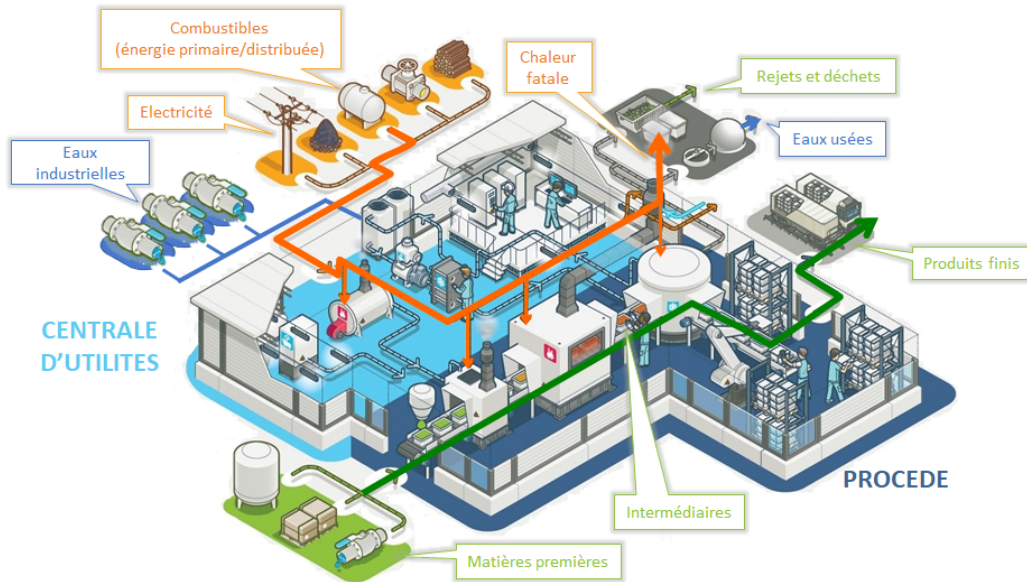 Combustibles
(énergie primaire/distribuée)
Chaleur
fatale
Rejets et déchets
Electricité
Eaux usées
Eaux
industrielles
Produits finis
CENTRALE
D'UTILITES
PROCEDE
Intermédiaires
Matières premières